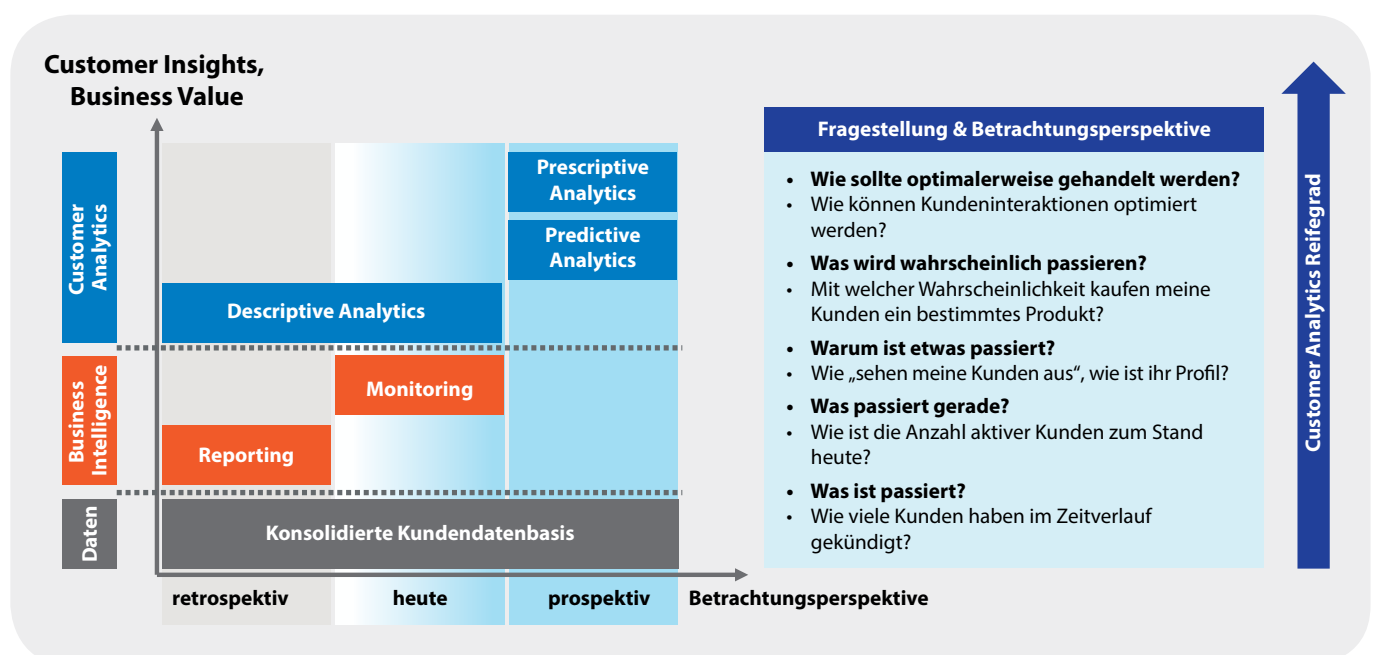 Customer Insights,
Business Value
Customer
Analytics
Business
Intelligence
Daten
Prescriptive
Analytics
Predictive
Analytics
Descriptive Analytics
Monitoring
Reporting
Konsolidierte Kundendatenbasis
retrospektiv
heute
prospektiv
Betrachtungsperspektive
Fragestellung & Betrachtungsperspektive
• Wie sollte optimalerweise gehandelt werden?
• Wie können Kundeninteraktionen optimiert
werden?
• Was wird wahrscheinlich passieren?
• Mit welcher Wahrscheinlichkeit kaufen meine
Kunden ein bestimmtes Produkt?
• Warum ist etwas passiert?
• Wie „sehen meine Kunden aus“, wie ist ihr Profil?
• Was passiert gerade?
• Wie ist die Anzahl aktiver Kunden zum Stand
heute?
• Was ist passiert?
• Wie viele Kunden haben im Zeitverlauf
gekündigt?
Customer Analytics Reifegrad